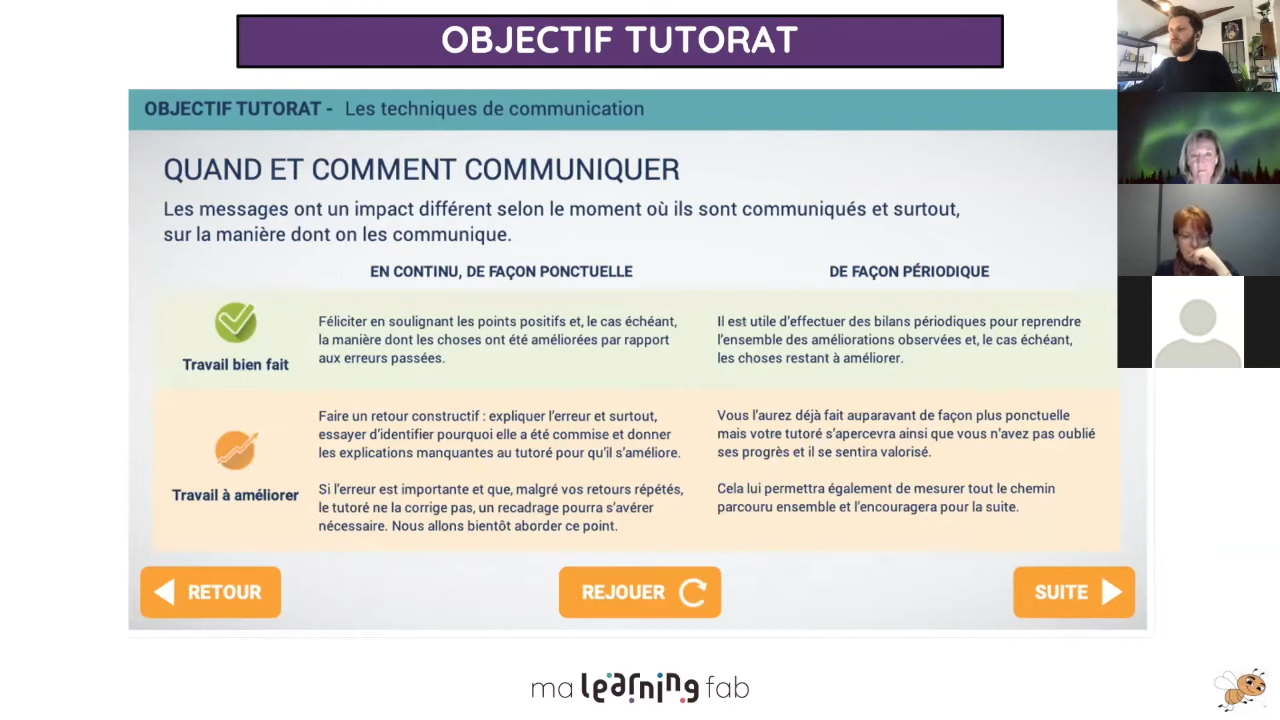 OBJECTIF TUTORAT
OBJECTIF TUTORAT - Les techniques de communication
QUAND ET COMMENT COMMUNIQUER
Les messages ont un impact différent selon le moment où ils sont communiqués et surtout,
sur la manière dont on les communique.
EN CONTINU, DE FAÇON PONCTUELLE
DE FAÇON PÉRIODIQUE
Travail bien fait
Féliciter en soulignant les points positifs et, le cas échéant,
la manière dont les choses ont été améliorées par rapport
aux erreurs passées.
Il est utile d'effectuer des bilans périodiques pour reprendre
l'ensemble des améliorations observées et, le cas échéant,
les choses restant à améliorer.
Travail à améliorer
Faire un retour constructif : expliquer l'erreur et surtout,
essayer d'identifier pourquoi elle a été commise et donner
les explications manquantes au tutoré pour qu'il s'améliore.
Si l'erreur est importante et que, malgré vos retours répétés,
le tutoré ne la corrige pas, un recadrage pourra s'avérer
nécessaire. Nous allons bientôt aborder ce point.
Vous l'aurez déjà fait auparavant de façon plus ponctuelle
mais votre tutoré s'apercevra ainsi que vous n'avez pas oublié
ses progrès et il se sentira valorisé.
Cela lui permettra également de mesurer tout le chemin
parcouru ensemble et l'encouragera pour la suite.
RETOUR
REJOUER
SUITE
ma learning fab